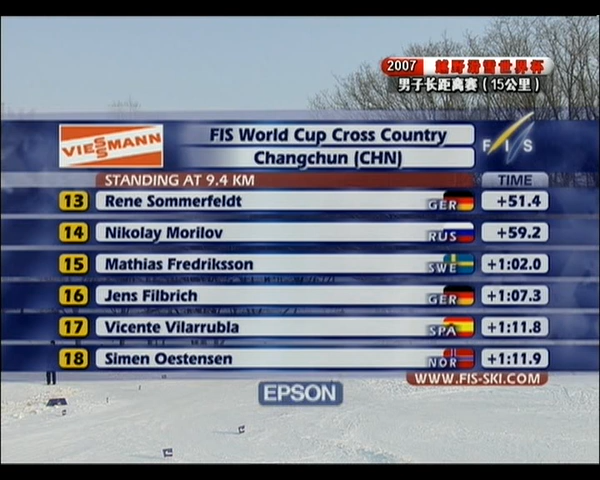 2007 越野滑雪世界杯
男子长距离赛(15公里)
VIESSMANN
FIS World Cup Cross Country
Changchun (CHN)
FIS
STANDING AT 9.4 KM TIME
13 Rene Sommerfeldt GER +51.4
14 Nikolay Morilov RUS +59.2
15 Mathias Fredriksson SWE +1:02.0
16 Jens Filbrich GER +1:07.3
17 Vicente Vilarrubla SPA +1:11.8
18 Simen Oestensen NOR +1:11.9
WWW.FIS-SKI.COM
EPSON